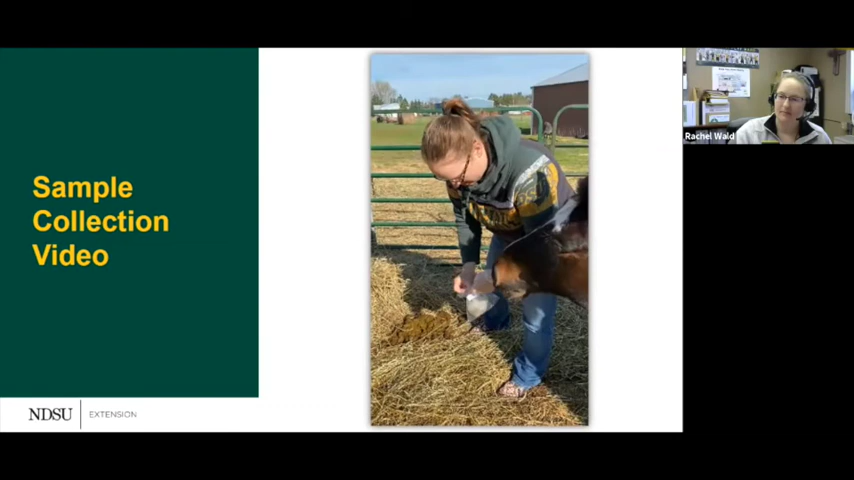 Sample
Collection
Video
NDSU
EXTENSION
Rachel Wald